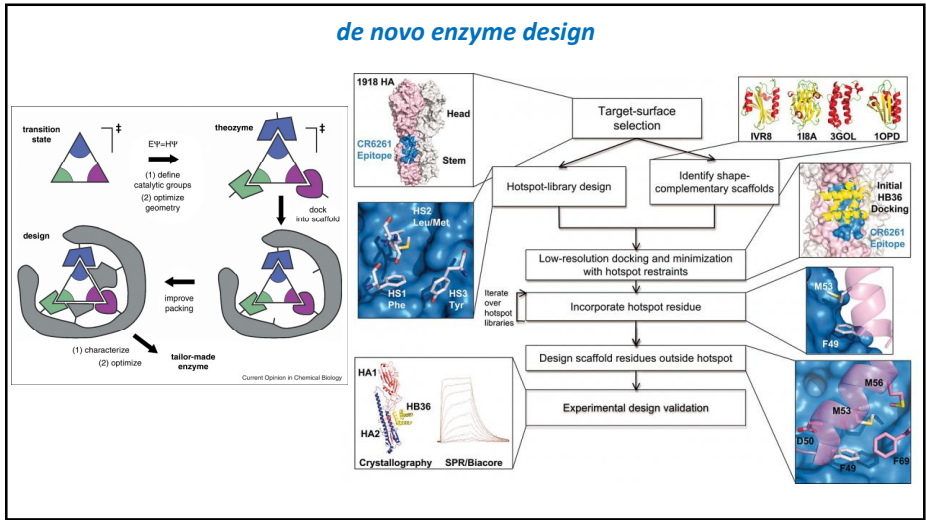 de novo enzyme design
transition
state
‡
EΨ=HΨ
(1) define
catalytic groups
(2) optimize
geometry
theozyme
‡
dock
into scaffold
design
improve
packing
(1) characterize
(2) optimize
tailor-made
enzyme
Current Opinion in Chemical Biology
1918 HA
Head
CR6261
Epitope
Stem
Target-surface
selection
IVR8 1I8A 3GOL 1OPD
Hotspot-library design
Identify shape-
complementary scaffolds
HS2
Leu/Met
HS1
Phe
HS3
Tyr
Initial
HB36
Docking
CR6261
Epitope
Low-resolution docking and minimization
with hotspot restraints
Iterate
over
hotspot
libraries
Incorporate hotspot residue
M53
F49
Design scaffold residues outside hotspot
Experimental design validation
HA1
HB36
HA2
Crystallography SPR/Biacore
M56
M53
D50
F49
F69